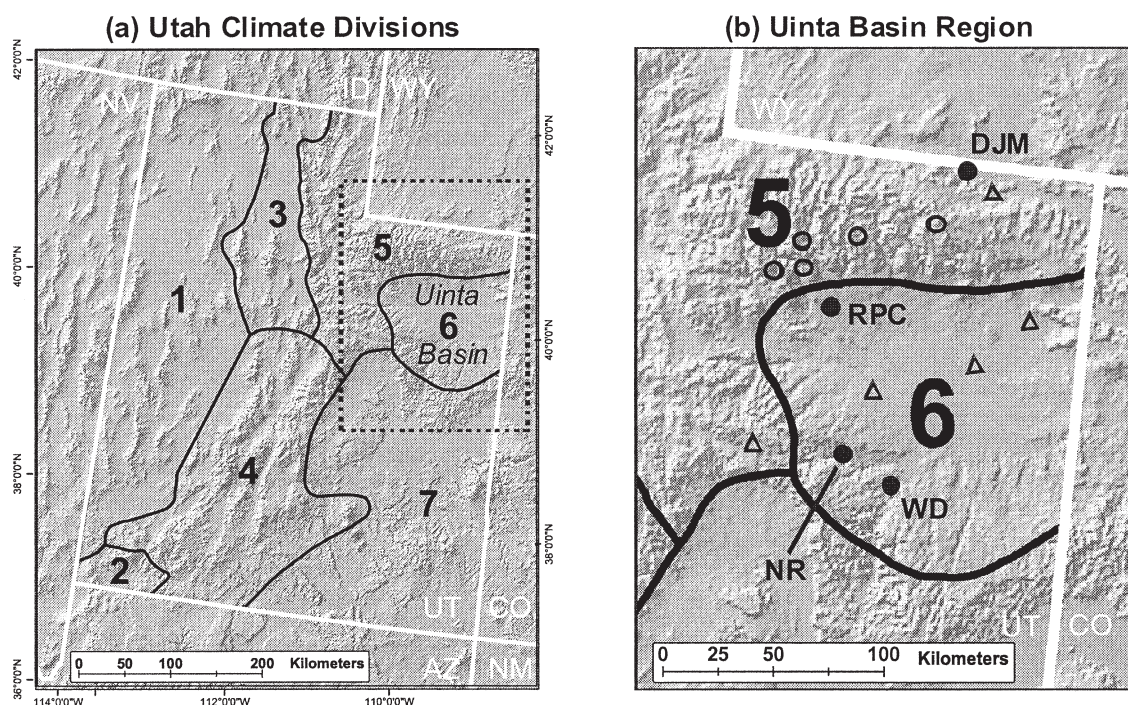 (a) Utah Climate Divisions
42°0'0"N
40°0'0"N
38°0'0"N
36°0'0"N
NV
ID
WY
3
5
1
Uinta
6
Basin
4
7
2
UT
CO
AZ
NM
0 50 100 200 Kilometers
114°0'0"W
112°0'0"W
110°0'0"W
42°0'0"N
40°0'0"N
38°0'0"N
(b) Uinta Basin Region
WY
DJM
5
RPC
6
WD
NR
UT
CO
0 25 50 100 Kilometers